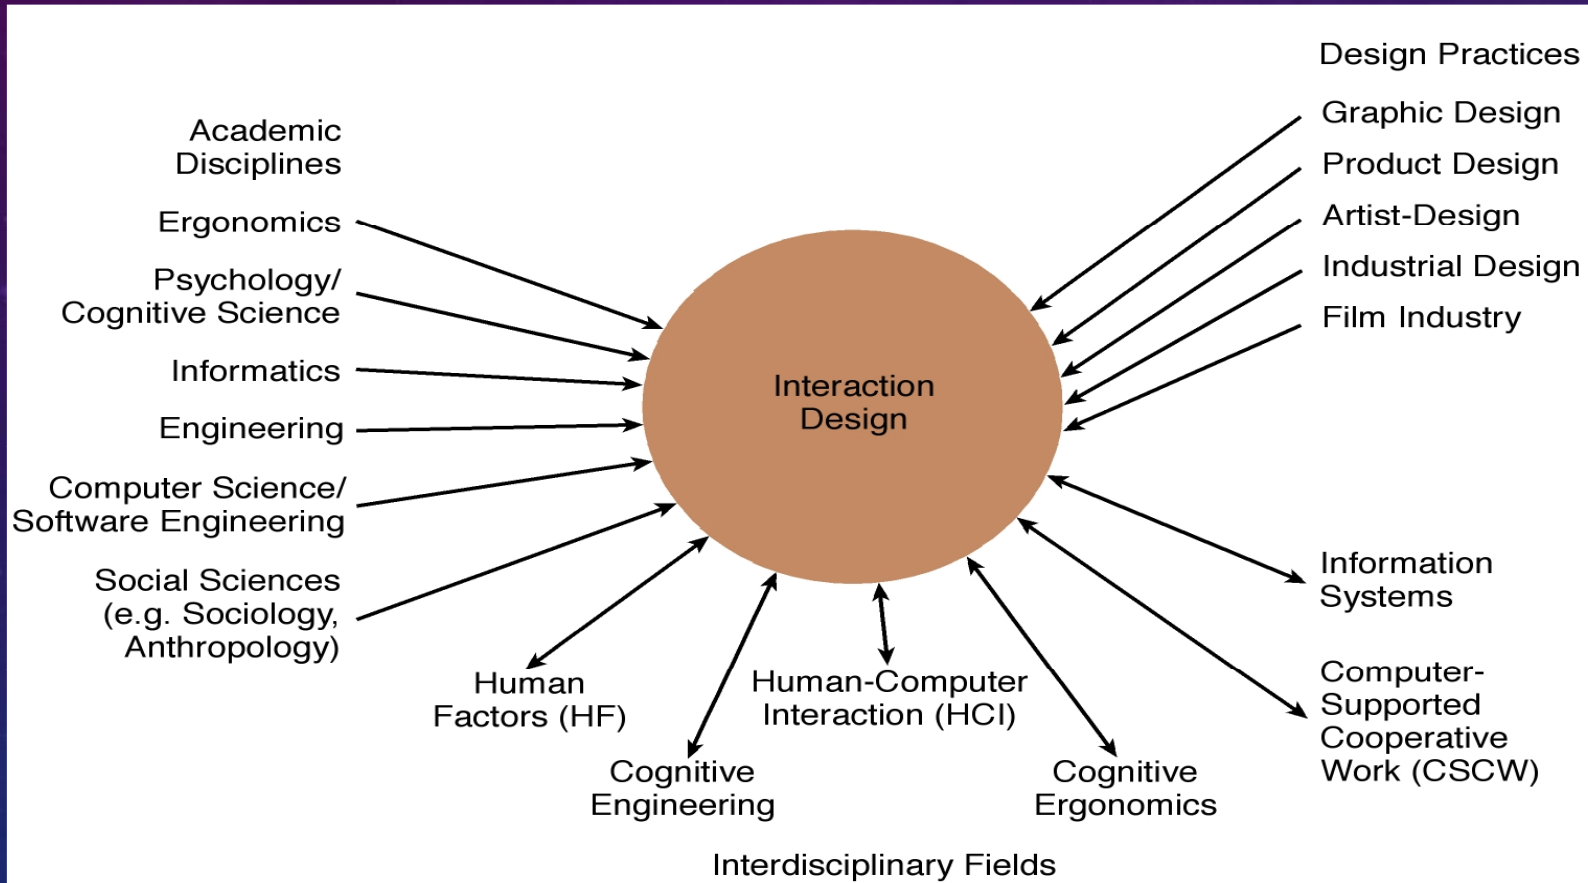 Design Practices
Graphic Design
Product Design
Artist-Design
Industrial Design
Film Industry
Academic
Disciplines
Ergonomics
Psychology/
Cognitive Science
Informatics
Engineering
Computer Science/
Software Engineering
Social Sciences
(e.g. Sociology,
Anthropology)
Interaction
Design
Human
Factors (HF)
Cognitive
Engineering
Human-Computer
Interaction (HCI)
Cognitive
Ergonomics
Information
Systems
Computer-
Supported
Cooperative
Work (CSCW)
Interdisciplinary Fields